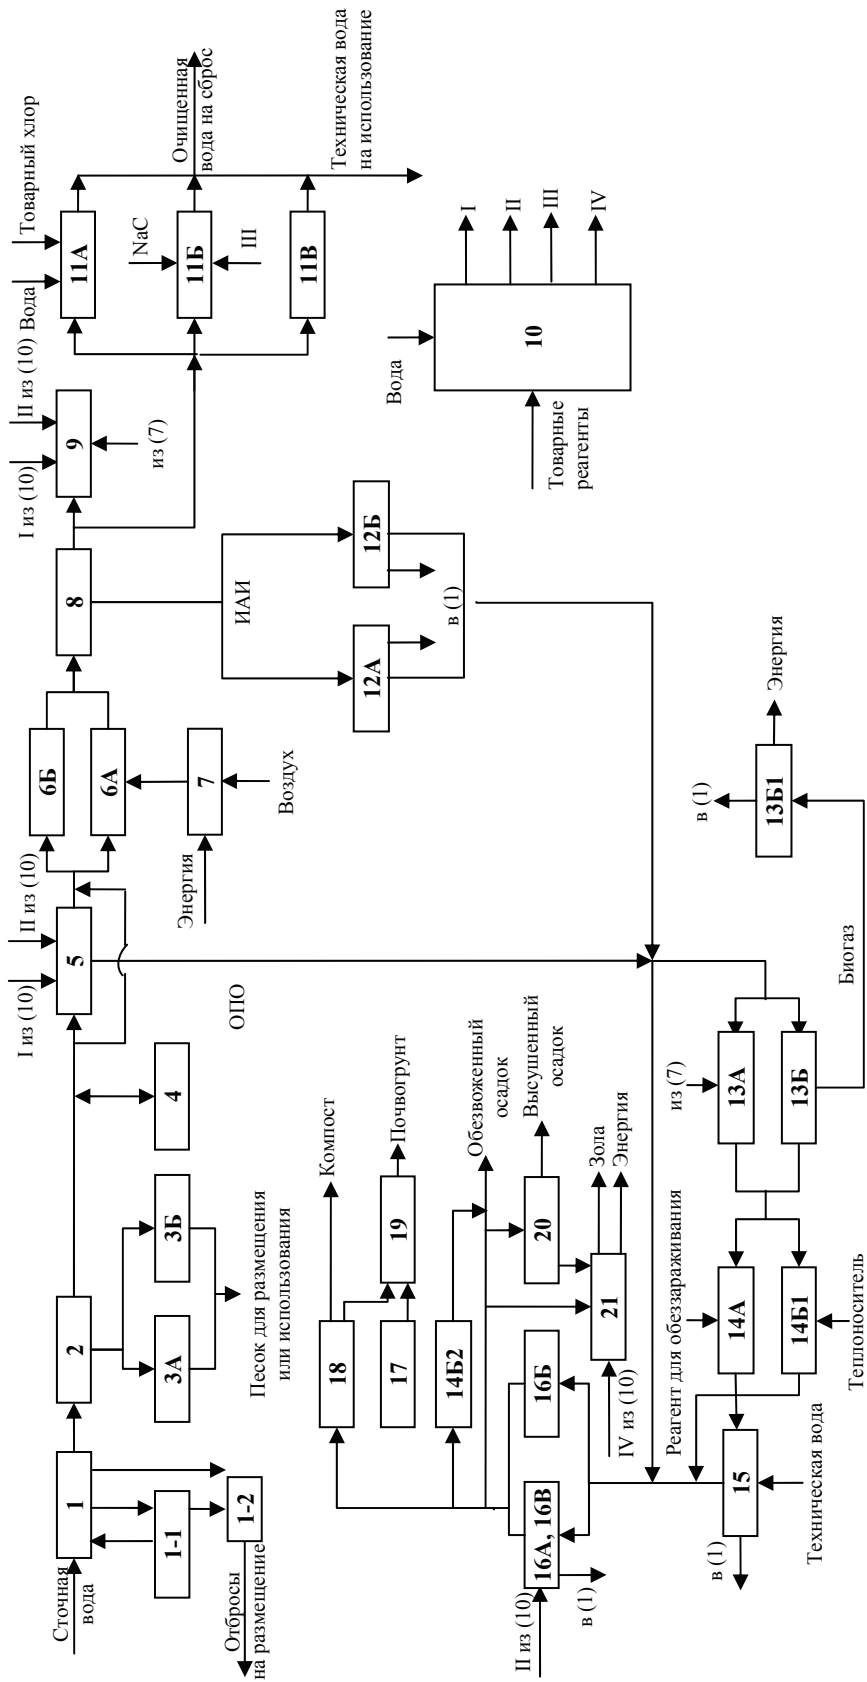 Сточная
вода
1
1-1
1-2
Отбросы
на размещение
2
3А
3Б
Песок для размещения
или использования
4
I из (10)
II из (10)
5
ОПО
6Б
6А
7
Энергия
Воздух
8
ИАИ
I из (10)
II из (10)
9
из (7)
Вода
Товарный хлор
11А
NaC
11Б
III
11В
Очищенная
вода на сброс
Техническая вода
на использование
12А
12Б
в (1)
Вода
Товарные
реагенты
10
I
II
III
IV
Компост
Почвогрунт
18
19
17
14Б2
Обезвоженный
осадок
Высушенный
осадок
20
Зола
Энергия
21
IV из (10)
16Б
16А, 16В
II из (10)
в (1)
из (7)
13А
13Б
Биогаз
13Б1
в (1)
Энергия
Реагент для обеззараживания
14А
14Б1
Теплоноситель
15
в (1)
Техническая вода